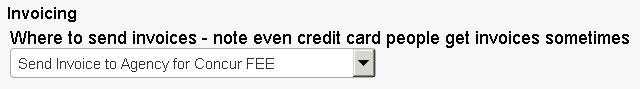 Invoicing
Where to send invoices - note even credit card people get invoices sometimes
Send Invoice to Agency for Concur FEE